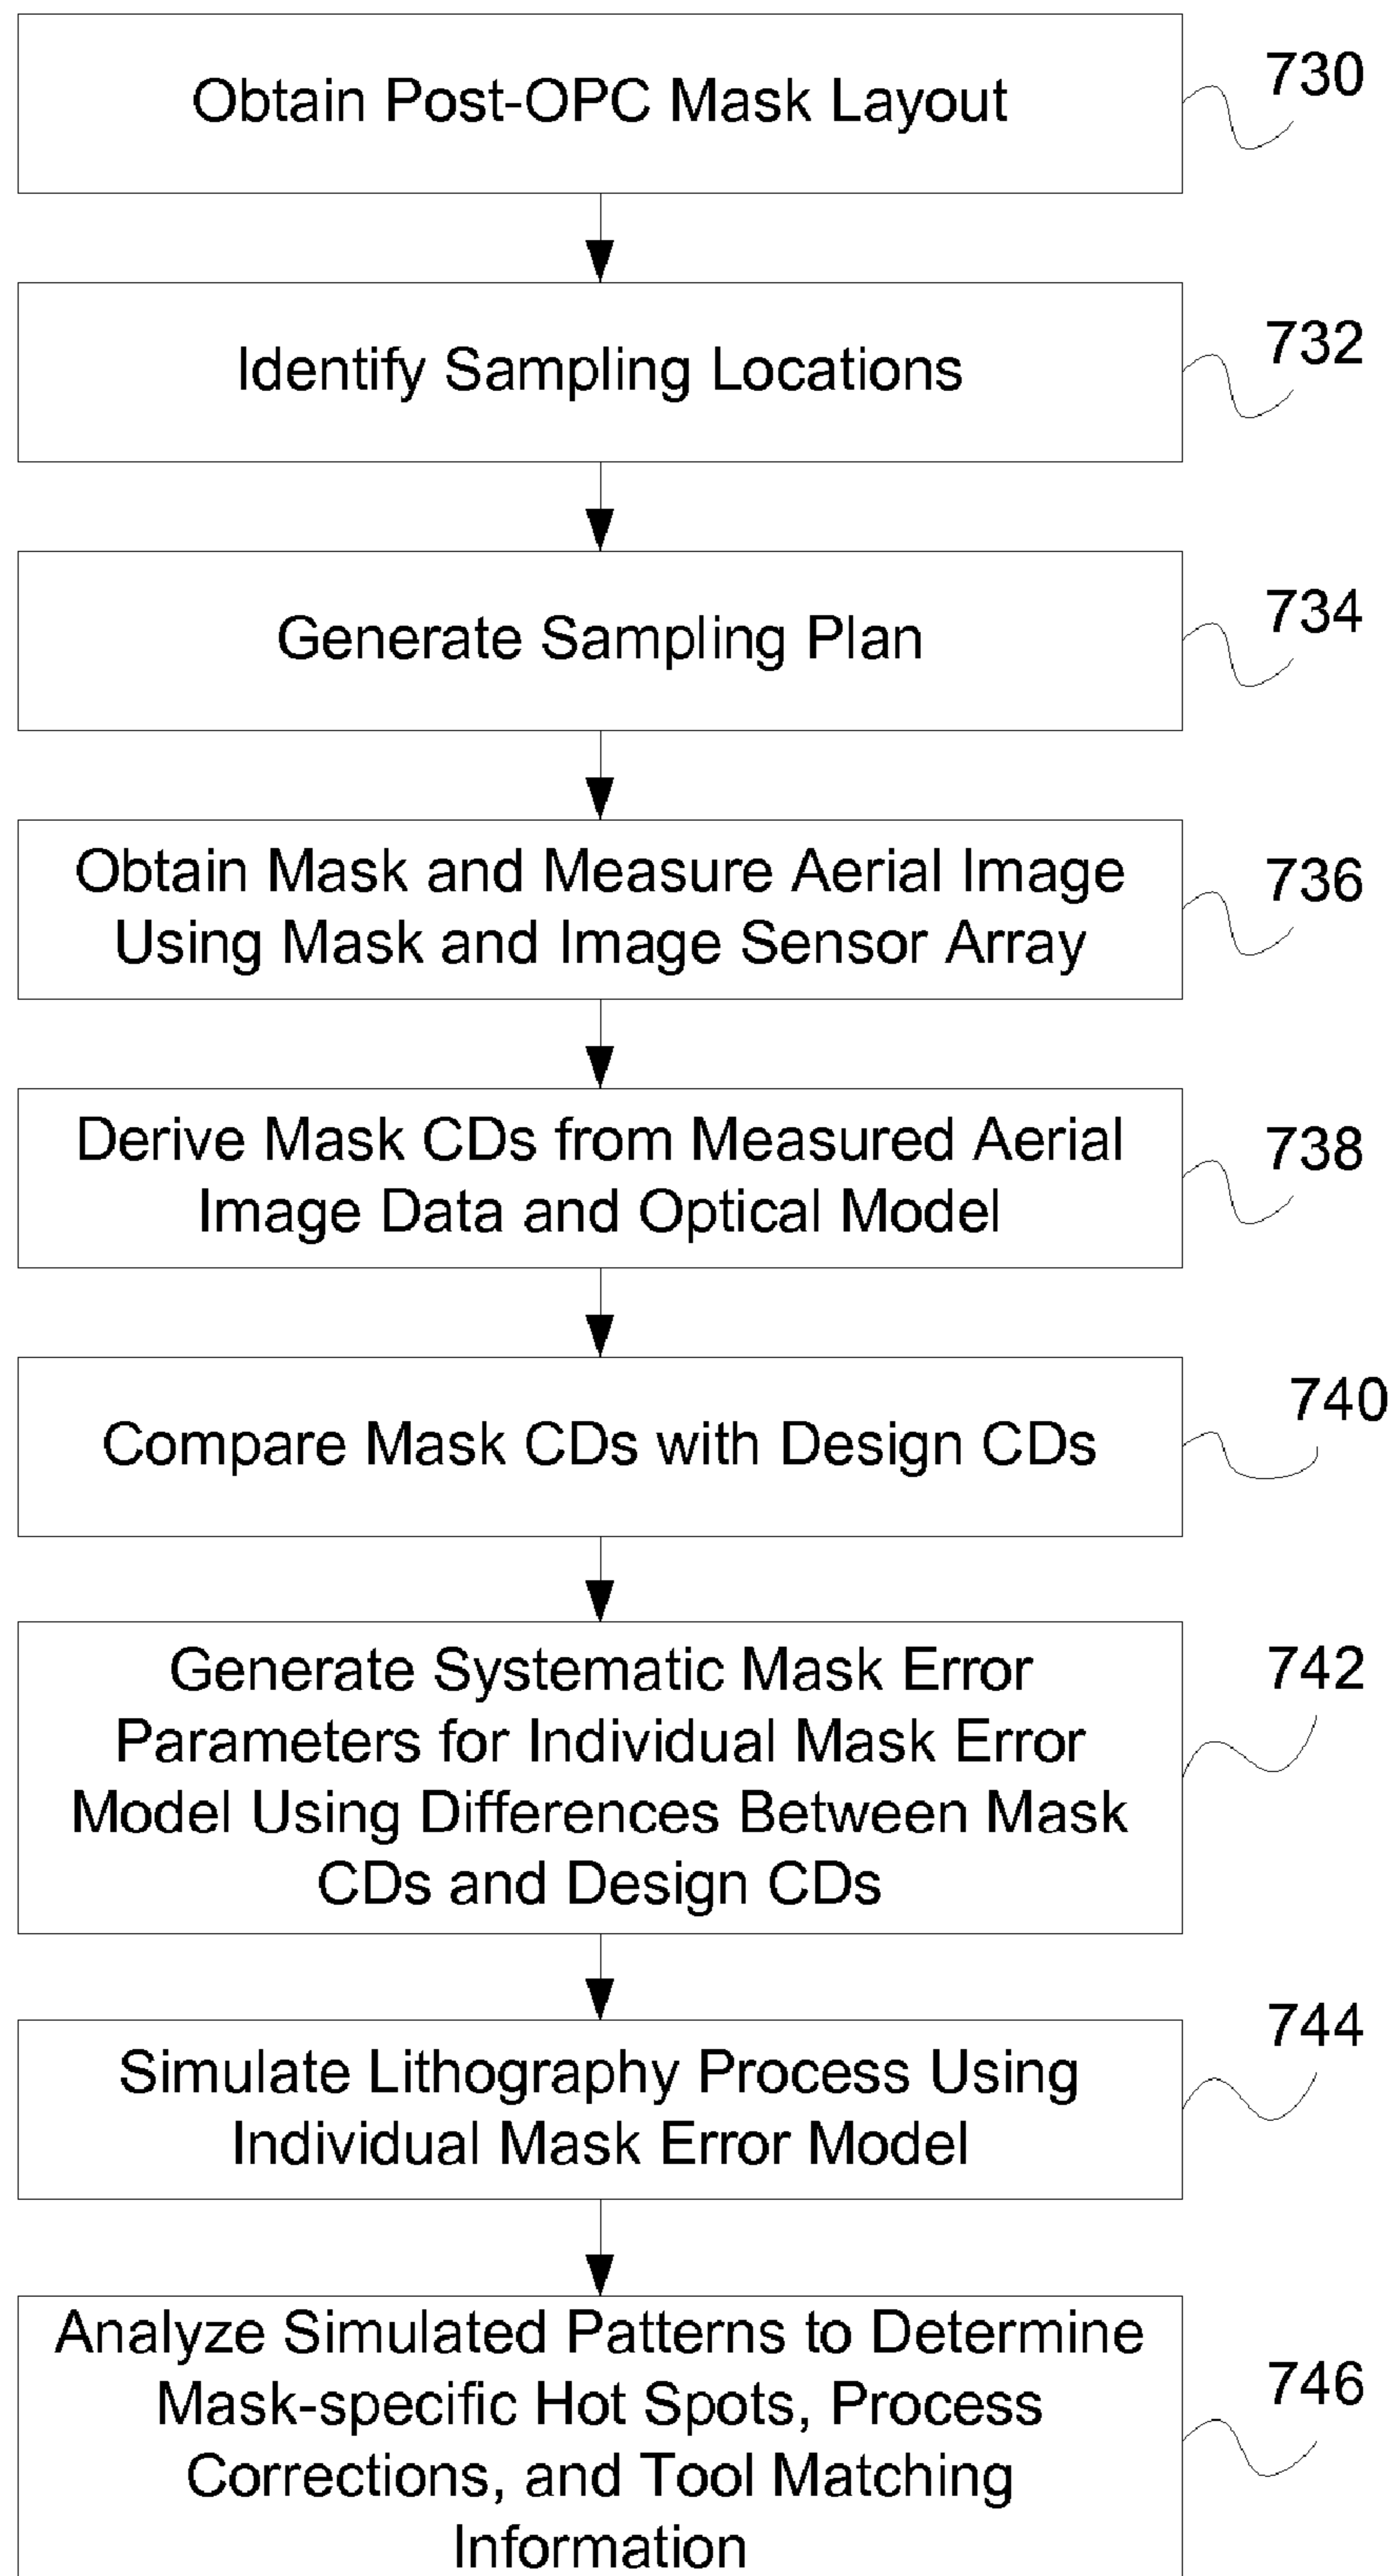 Obtain Post-OPC Mask Layout
730
Identify Sampling Locations
732
Generate Sampling Plan
734
Obtain Mask and Measure Aerial Image
Using Mask and Image Sensor Array
736
Derive Mask CDs from Measured Aerial
Image Data and Optical Model
738
Compare Mask CDs with Design CDs
740
Generate Systematic Mask Error
Parameters for Individual Mask Error
Model Using Differences Between Mask
CDs and Design CDs
742
Simulate Lithography Process Using
Individual Mask Error Model
744
Analyze Simulated Patterns to Determine
Mask-specific Hot Spots, Process
Corrections, and Tool Matching
Information
746